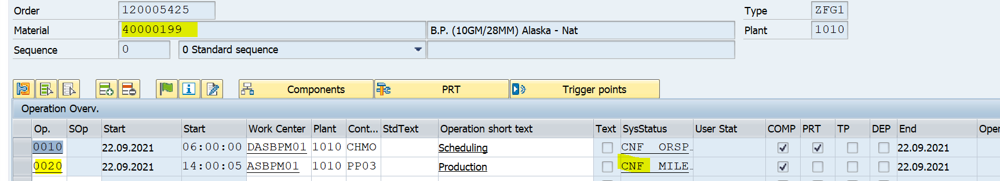 Order 120005425 Type ZFG1
Material 40000199 B.P. (10GM/28MM) Alaska - Nat Plant 1010
Sequence 0 0 Standard sequence
Components PRT Trigger points
Operation Overv.
Op. SOp Start Start Work Center Plant Cont... StdText Operation short text Text SysStatus User Stat COMP PRT TP DEP End Oper
0010 22.09.2021 06:00:00 DASBPM01 1010 CHMO Scheduling CNF ORSP... 22.09.2021
0020 22.09.2021 14:00:05 ASBPM01 1010 PP03 Production CNF MILE... 22.09.2021